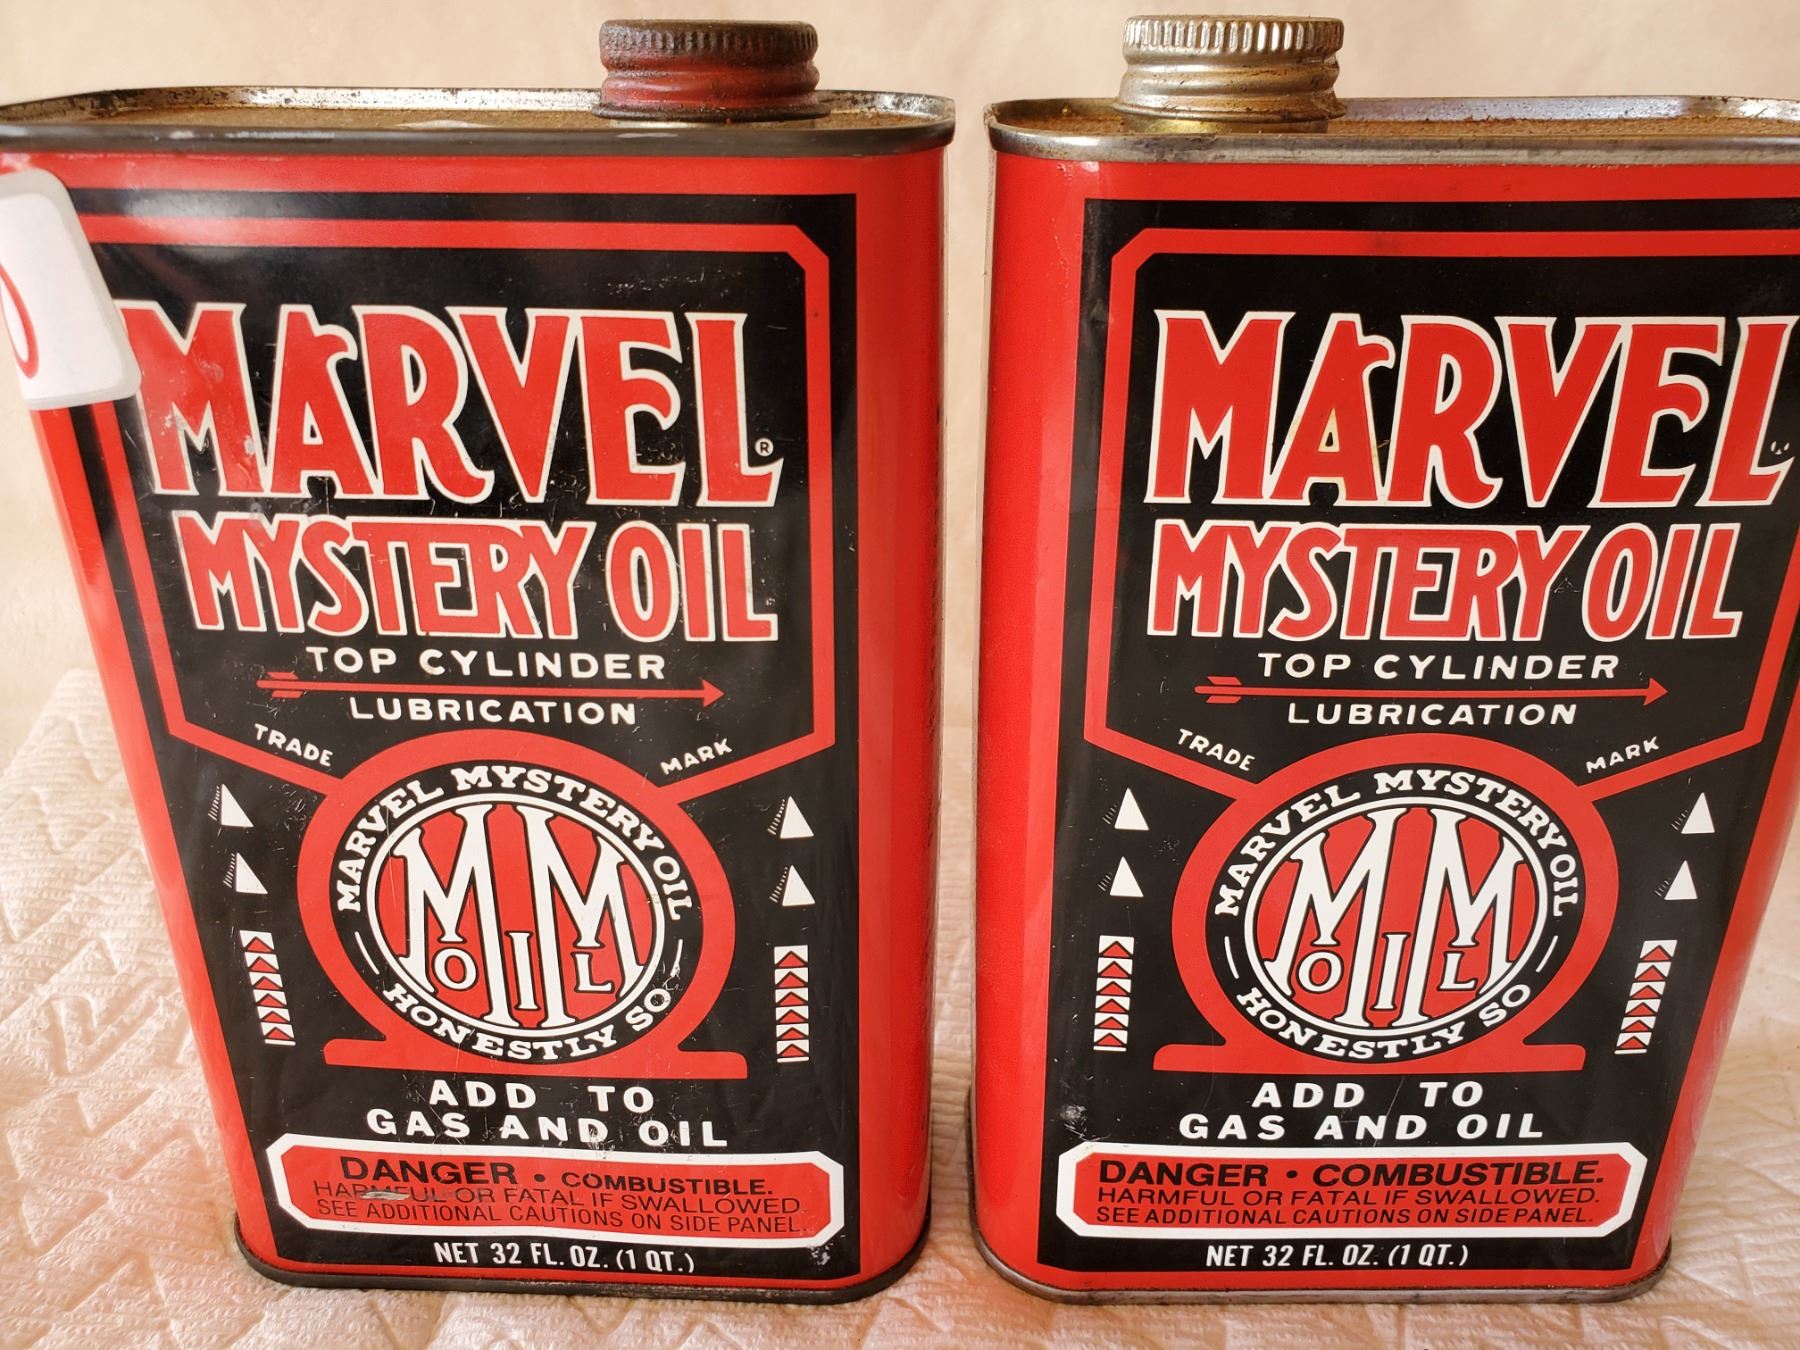 MARVEL®
MYSTERY OIL
TOP CYLINDER
LUBRICATION
TRADE MARK
MARVEL MYSTERY OIL
MM
OIL
HONESTLY SO
ADD TO
GAS AND OIL
DANGER • COMBUSTIBLE.
HARMFUL OR FATAL IF SWALLOWED.
SEE ADDITIONAL CAUTIONS ON SIDE PANEL.
NET 32 FL. OZ. (1 QT.)
MARVEL
MYSTERY OIL
TOP CYLINDER
LUBRICATION
TRADE MARK
MARVEL MYSTERY OIL
MM
OIL
HONESTLY SO
ADD TO
GAS AND OIL
DANGER • COMBUSTIBLE.
HARMFUL OR FATAL IF SWALLOWED.
SEE ADDITIONAL CAUTIONS ON SIDE PANEL.
NET 32 FL. OZ. (1 QT.)